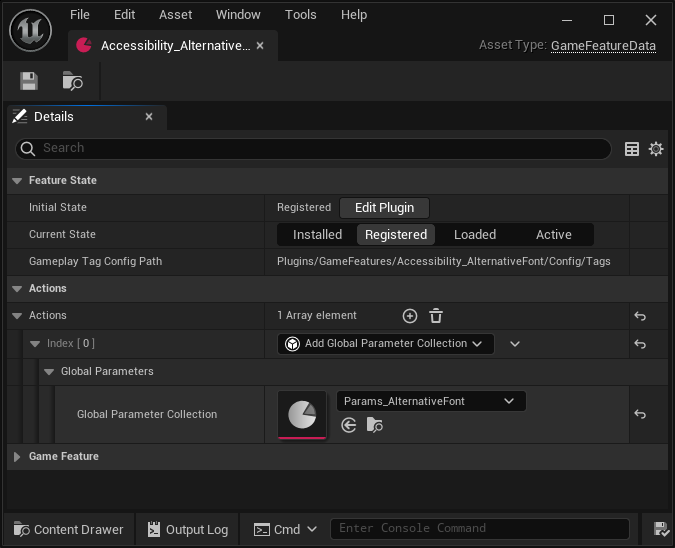 File Edit Asset Window Tools Help
Accessibility_Alternative...
Asset Type: GameFeatureData
Details
Search
Feature State
Initial State Registered Edit Plugin
Current State Installed Registered Loaded Active
Gameplay Tag Config Path Plugins/GameFeatures/Accessibility_AlternativeFont/Config/Tags
Actions
Actions 1 Array element
Index [ 0 ] Add Global Parameter Collection
Global Parameters
Global Parameter Collection Params_AlternativeFont
Game Feature
Content Drawer Output Log Cmd Enter Console Command